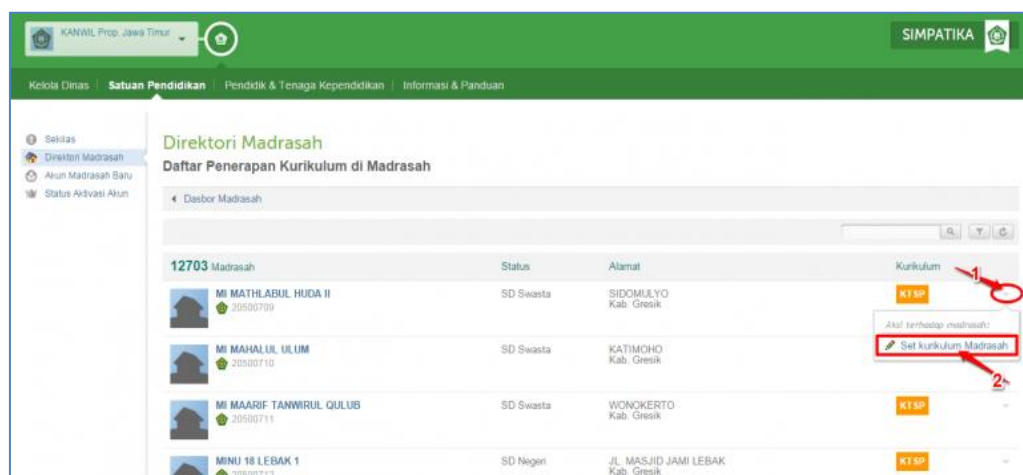 KANWIL Prop. Jawa Timur
SIMPATIKA
Kelola Dinas | Satuan Pendidikan | Pendidik & Tenaga Kependidikan | Informasi & Panduan
Sekilas
Direktori Madrasah
Akun Madrasah Baru
Status Aktivasi Akun
Direktori Madrasah
Daftar Penerapan Kurikulum di Madrasah
Dasbor Madrasah
12703 Madrasah Status Alamat Kurikulum
1
MI MATHLABUL HUDA II SD Swasta SIDOMULYO KTSP
20500709 Kab. Gresik
Aksi terhadap madrasah:
Set kurikulum Madrasah
2
MI MAHALUL ULUM SD Swasta KATIMOHO
20500710 Kab. Gresik
MI MAARIF TANWIRUL QULUB SD Swasta WONOKERTO KTSP
20500711 Kab. Gresik
MINU 18 LEBAK 1 SD Negeri JL. MASJID JAMI LEBAK KTSP
20500712 Kab. Gresik